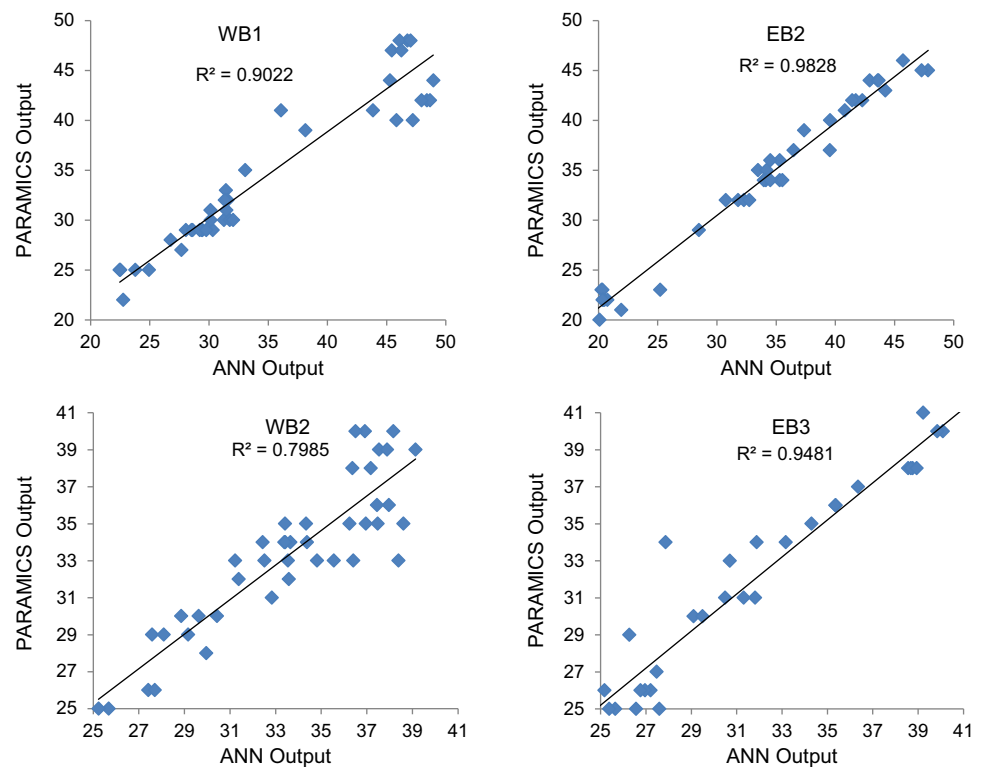 WB1
R² = 0.9022
PARAMICS Output
50
45
40
35
30
25
20
20 25 30 35 40 45 50
ANN Output
EB2
R² = 0.9828
PARAMICS Output
50
45
40
35
30
25
20
20 25 30 35 40 45 50
ANN Output
WB2
R² = 0.7985
PARAMICS Output
41
39
37
35
33
31
29
27
25
25 27 29 31 33 35 37 39 41
ANN Output
EB3
R² = 0.9481
PARAMICS Output
41
39
37
35
33
31
29
27
25
25 27 29 31 33 35 37 39 41
ANN Output